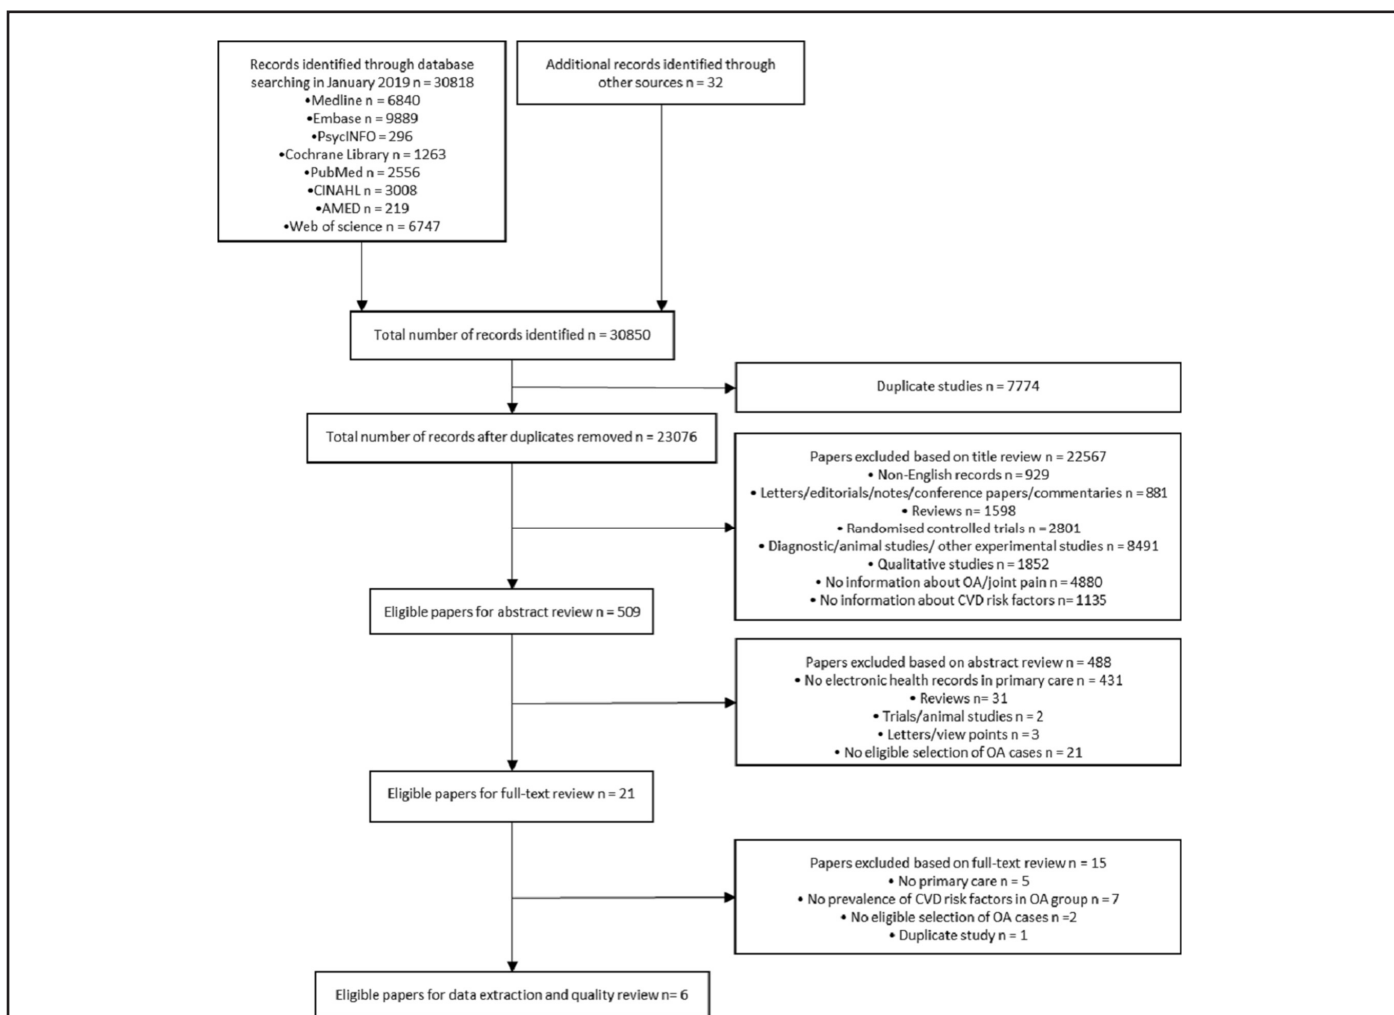 Records identified through database
searching in January 2019 n = 30818
•Medline n = 6840
•Embase n = 9889
•PsycINFO = 296
•Cochrane Library n = 1263
•PubMed n = 2556
•CINAHL n = 3008
•AMED n = 219
•Web of science n = 6747
Additional records identified through
other sources n = 32
Total number of records identified n = 30850
Duplicate studies n = 7774
Total number of records after duplicates removed n = 23076
Papers excluded based on title review n = 22567
• Non-English records n = 929
• Letters/editorials/notes/conference papers/commentaries n = 881
• Reviews n= 1598
• Randomised controlled trials n = 2801
• Diagnostic/animal studies/ other experimental studies n = 8491
• Qualitative studies n = 1852
• No information about OA/joint pain n = 4880
• No information about CVD risk factors n= 1135
Eligible papers for abstract review n = 509
Papers excluded based on abstract review n = 488
• No electronic health records in primary care n = 431
• Reviews n= 31
• Trials/animal studies n = 2
• Letters/view points n = 3
• No eligible selection of OA cases n = 21
Eligible papers for full-text review n = 21
Papers excluded based on full-text review n = 15
• No primary care n = 5
• No prevalence of CVD risk factors in OA group n = 7
• No eligible selection of OA cases n =2
• Duplicate study n = 1
Eligible papers for data extraction and quality review n= 6